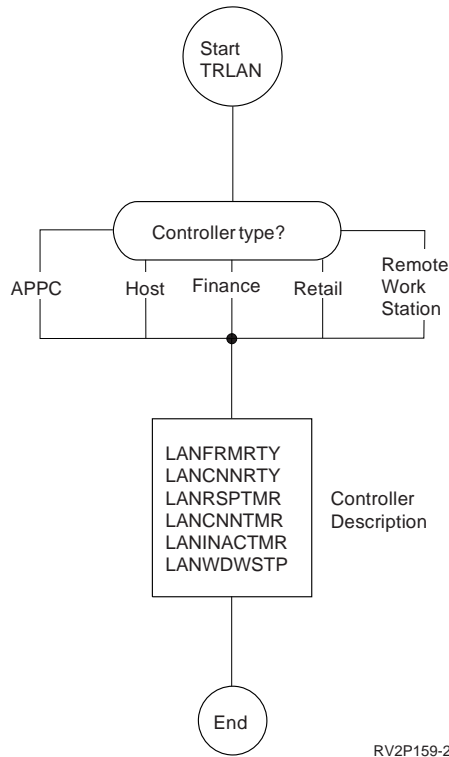 Start
TRLAN
Controller type?
APPC
Host
Finance
Retail
Remote
Work
Station
LANFRMRTY
LANCNNRTY
LANRSPTMR
LANCNNTMR
LANINACTMR
LANWDWSTP
Controller
Description
End
RV2P159-2